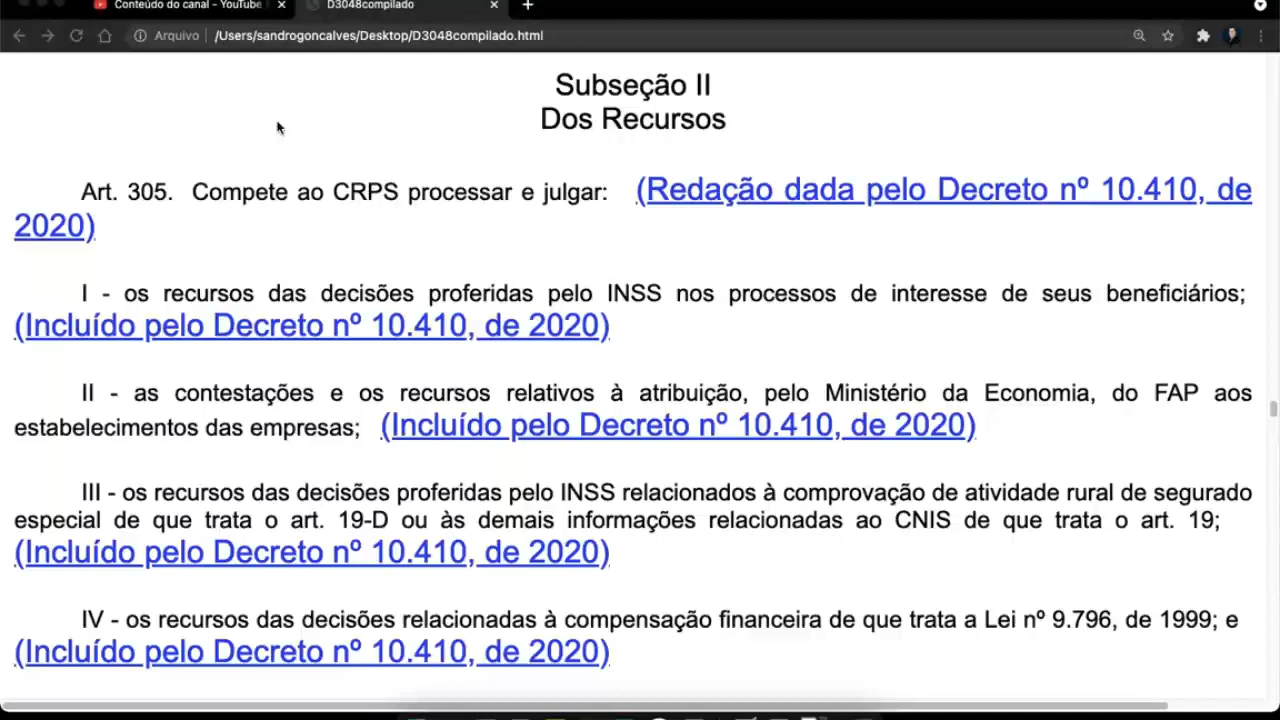 Conteúdo do canal - YouTube
D3048compilado
Arquivo /Users/sandrogoncalves/Desktop/D3048compilado.html
Subseção II
Dos Recursos
Art. 305. Compete ao CRPS processar e julgar: (Redação dada pelo Decreto nº 10.410, de
2020)
I - os recursos das decisões proferidas pelo INSS nos processos de interesse de seus beneficiários;
(Incluído pelo Decreto nº 10.410, de 2020)
II - as contestações e os recursos relativos à atribuição, pelo Ministério da Economia, do FAP aos
estabelecimentos das empresas; (Incluído pelo Decreto nº 10.410, de 2020)
III - os recursos das decisões proferidas pelo INSS relacionados à comprovação de atividade rural de segurado
especial de que trata o art. 19-D ou às demais informações relacionadas ao CNIS de que trata o art. 19;
(Incluído pelo Decreto nº 10.410, de 2020)
IV - os recursos das decisões relacionadas à compensação financeira de que trata a Lei nº 9.796, de 1999; e
(Incluído pelo Decreto nº 10.410, de 2020)